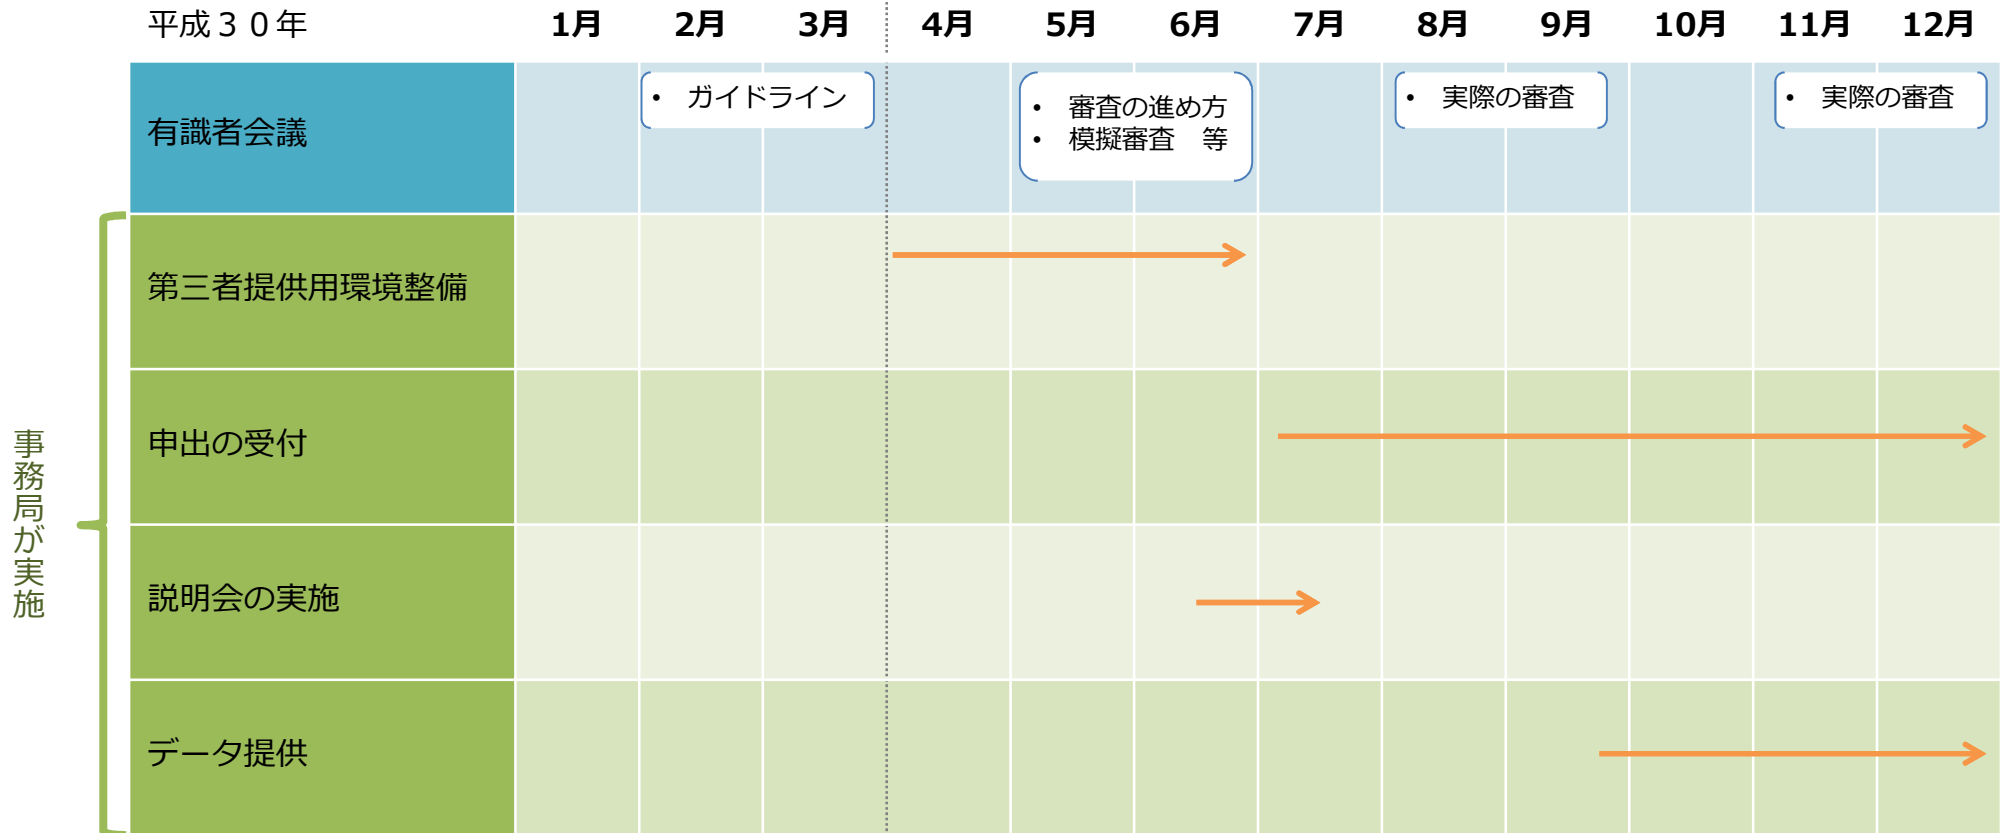 平成３０年 1月 2月 3月 4月 5月 6月 7月 8月 9月 10月 11月 12月
有識者会議
• ガイドライン
• 審査の進め方
• 模擬審査　等
• 実際の審査
• 実際の審査
事務局が実施
第三者提供用環境整備
申出の受付
説明会の実施
データ提供